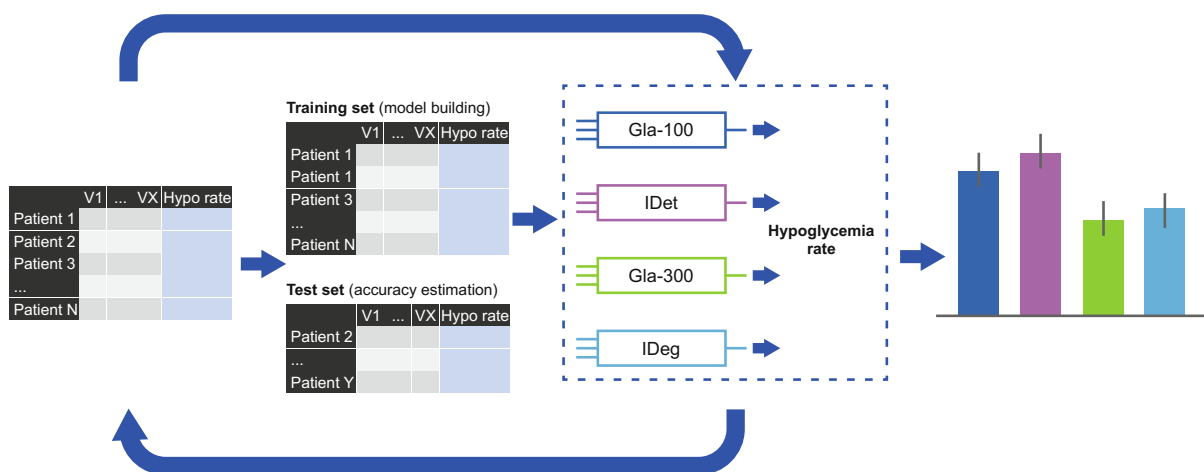 V1 ... VX Hypo rate
Patient 1
Patient 2
Patient 3
...
Patient N
Training set (model building)
V1 ... VX Hypo rate
Patient 1
Patient 1
Patient 3
...
Patient N
Test set (accuracy estimation)
V1 ... VX Hypo rate
Patient 2
...
Patient Y
Gla-100
IDet
Gla-300
IDeg
Hypoglycemia
rate